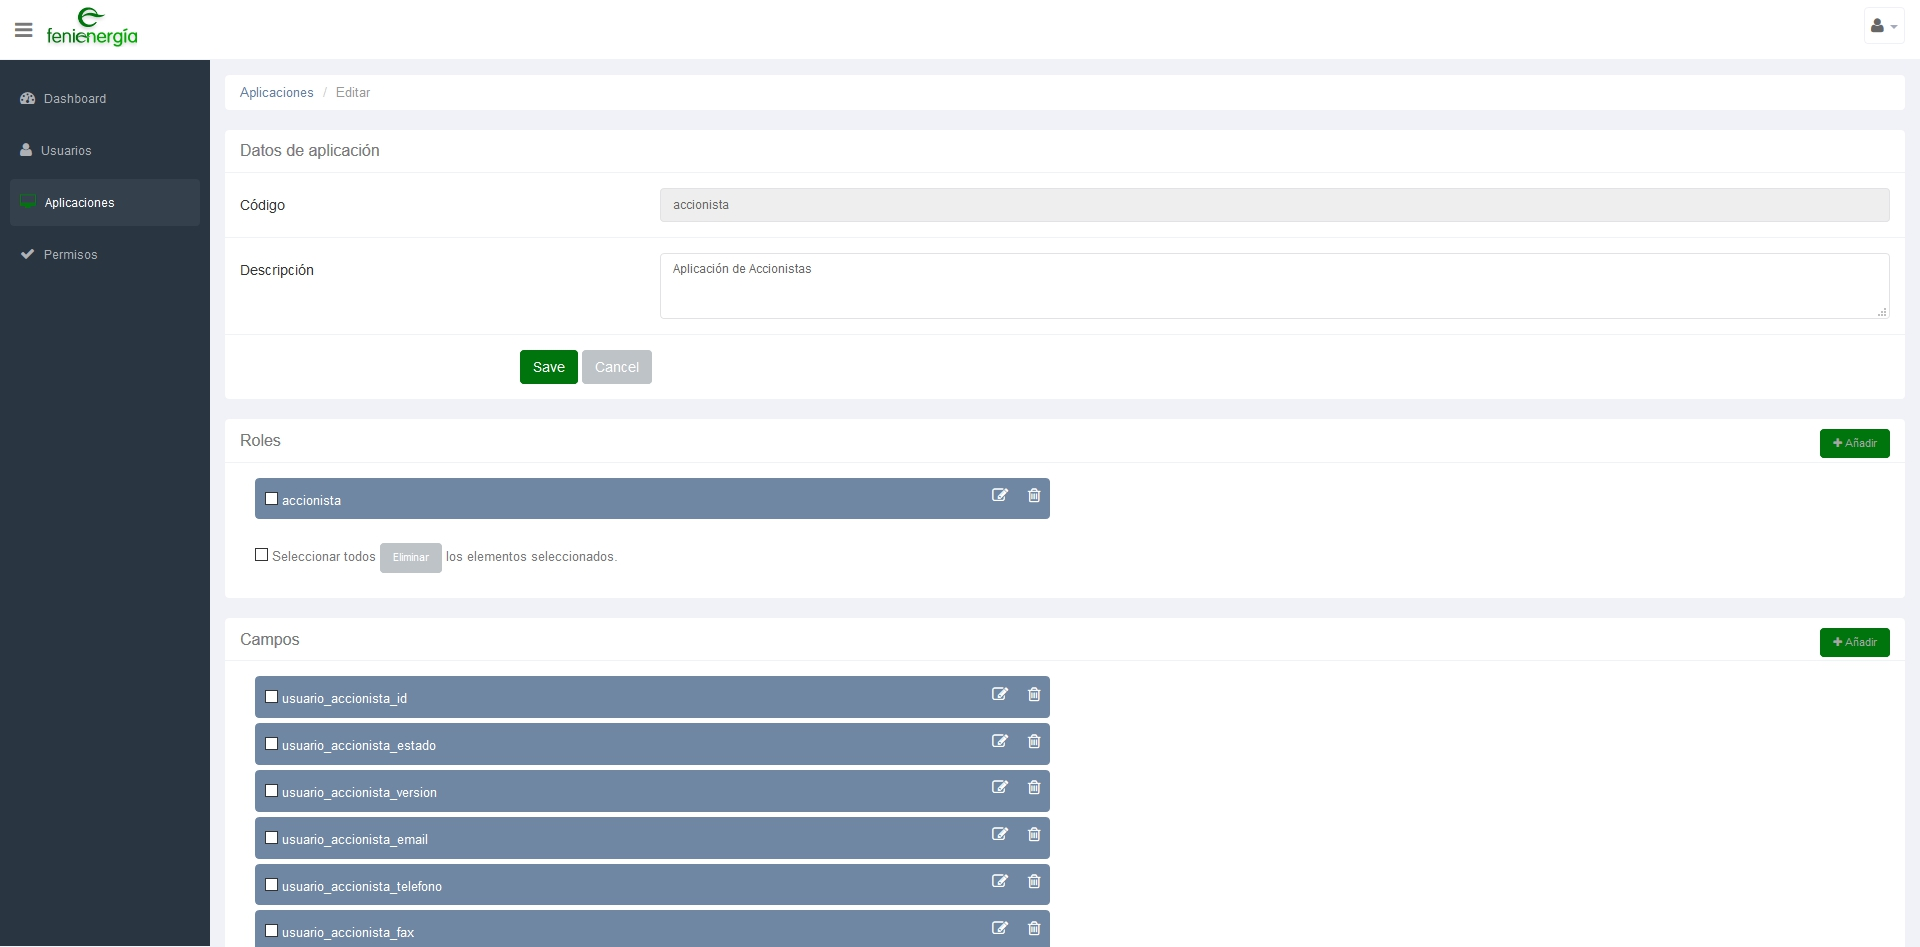 fenienergía
Aplicaciones / Editar
Dashboard
Usuarios
Aplicaciones
Permisos
Datos de aplicación
Código
accionista
Descripción
Aplicación de Accionistas
Save Cancel
Roles
Añadir
accionista
Seleccionar todos Eliminar los elementos seleccionados.
Campos
Añadir
usuario_accionista_id
usuario_accionista_estado
usuario_accionista_version
usuario_accionista_email
usuario_accionista_telefono
usuario_accionista_fax